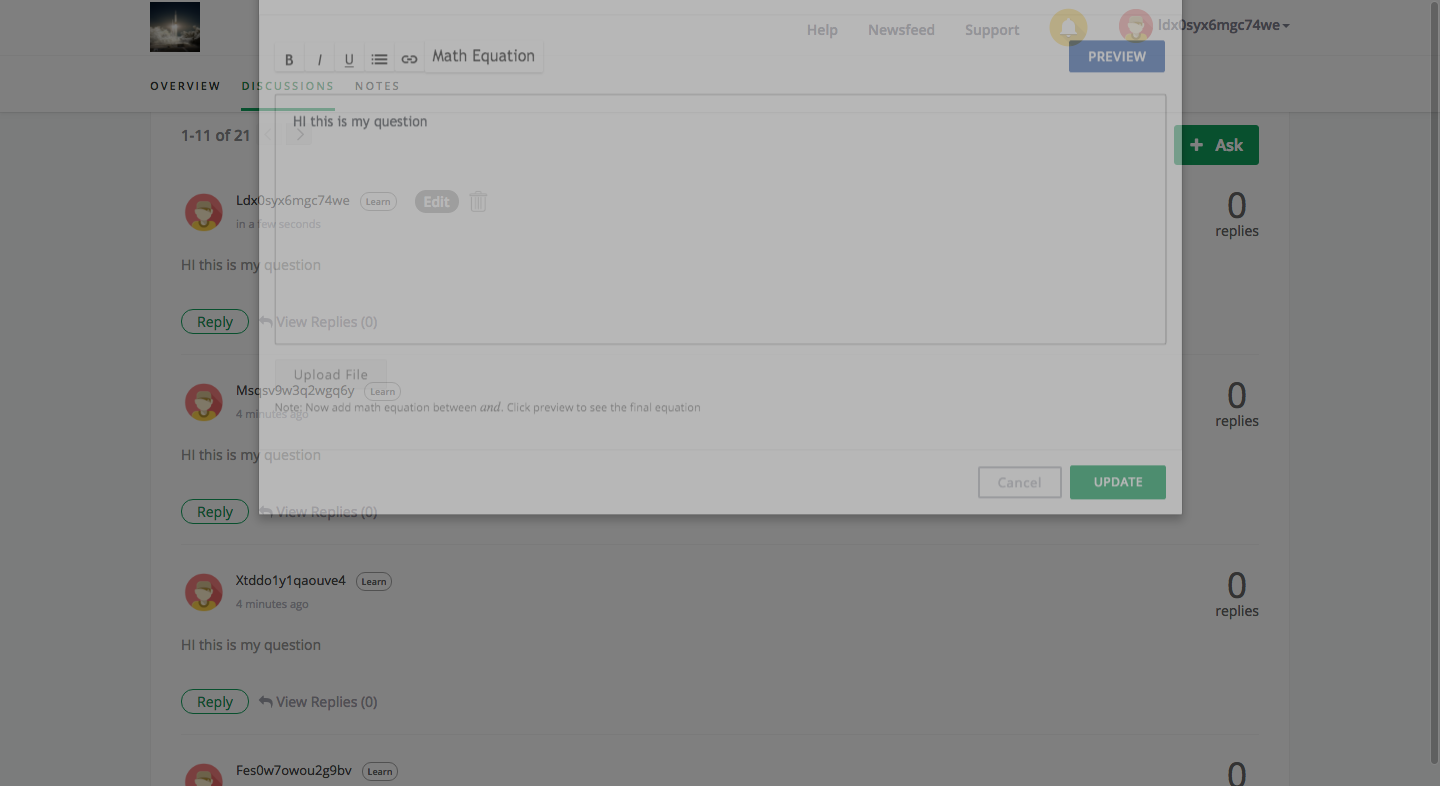 Help Newsfeed Support ldx0syx6mgc74we
B I U Math Equation PREVIEW
OVERVIEW DISCUSSIONS NOTES
HI this is my question
1-11 of 21
+ Ask
Ldx0syx6mgc74we Learn Edit
in a few seconds
0
replies
HI this is my question
Reply View Replies (0)
Upload File
Msqsv9w3q2wgq6y Learn
4 minutes ago
0
replies
Note: Now add math equation between and. Click preview to see the final equation
HI this is my question
Cancel UPDATE
Reply View Replies (0)
Xtddo1y1qaouve4 Learn
4 minutes ago
0
replies
HI this is my question
Reply View Replies (0)
Fes0w7owou2g9bv Learn
0